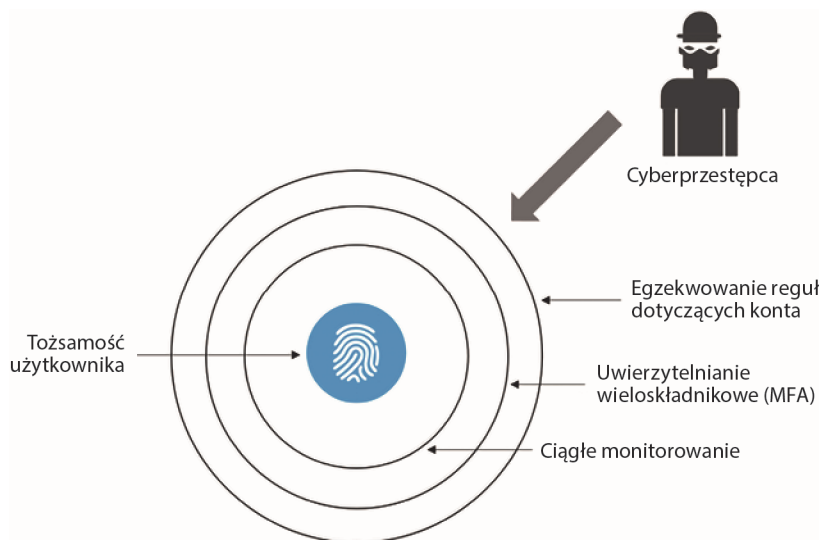 Cyberprzestępca
Egzekwowanie reguł
dotyczących konta
Tożsamość
użytkownika
Uwierzytelnianie
wieloskładnikowe (MFA)
Ciągłe monitorowanie